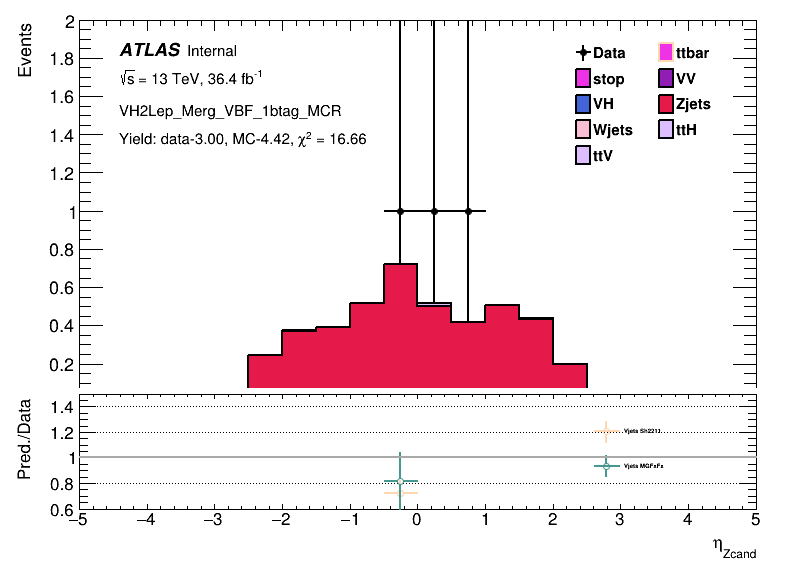 Events
2
1.8
1.6
1.4
1.2
1
0.8
0.6
0.4
0.2
ATLAS Internal
√s = 13 TeV, 36.4 fb⁻¹
VH2Lep_Merg_VBF_1btag_MCR
Yield: data-3.00, MC-4.42, χ² = 16.66
Data
ttbar
stop
VV
VH
Zjets
Wjets
ttH
ttV
Pred./Data
1.4
1.2
1
0.8
0.6
Vjets Sh2211
Vjets MGFxFx
−5 −4 −3 −2 −1 0 1 2 3 4 5
η_Zcand